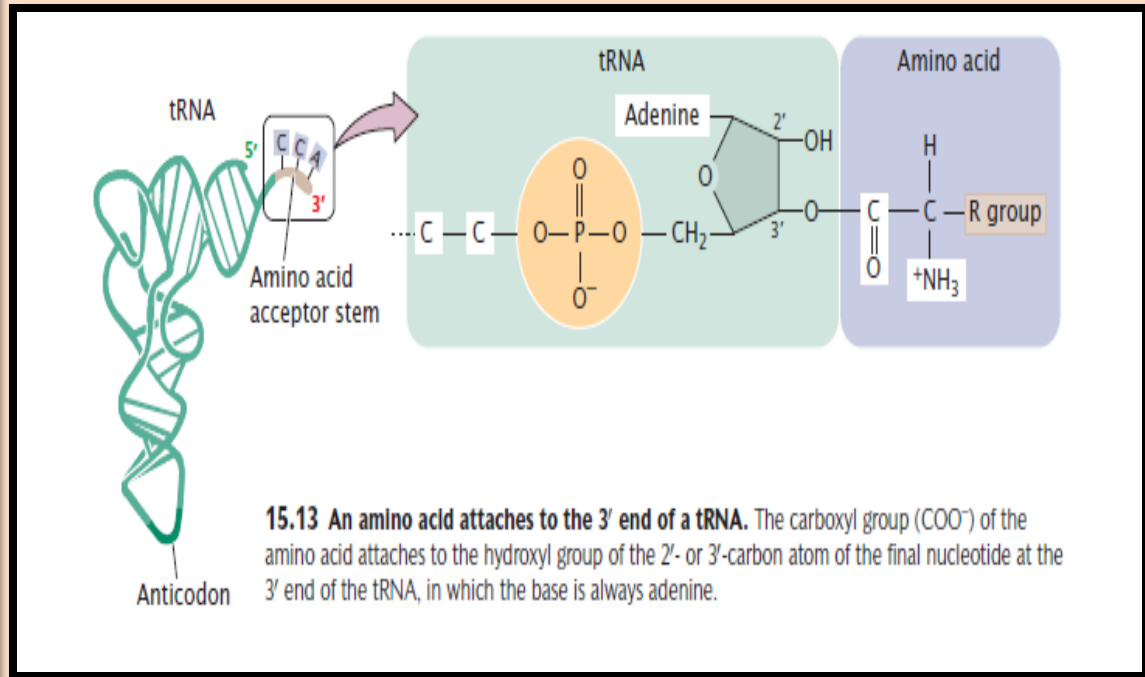 tRNA
Amino acid
tRNA
Adenine
2′
OH
H
5′
C C A
3′
O
O
O
C
C
R group
C
C
O
P
O
CH₂
3′
O
O⁻
⁺NH₃
Amino acid
acceptor stem
15.13 An amino acid attaches to the 3′ end of a tRNA. The carboxyl group (COO⁻) of the
amino acid attaches to the hydroxyl group of the 2′- or 3′-carbon atom of the final nucleotide at the
3′ end of the tRNA, in which the base is always adenine.
Anticodon